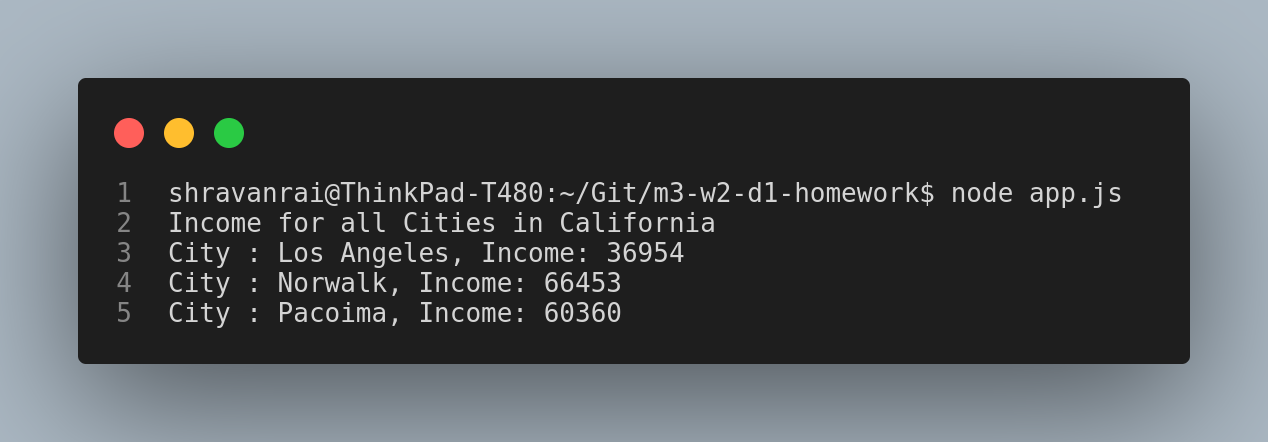 1 shravanrai@ThinkPad-T480:~/Git/m3-w2-d1-homework$ node app.js
2 Income for all Cities in California
3 City : Los Angeles, Income: 36954
4 City : Norwalk, Income: 66453
5 City : Pacoima, Income: 60360